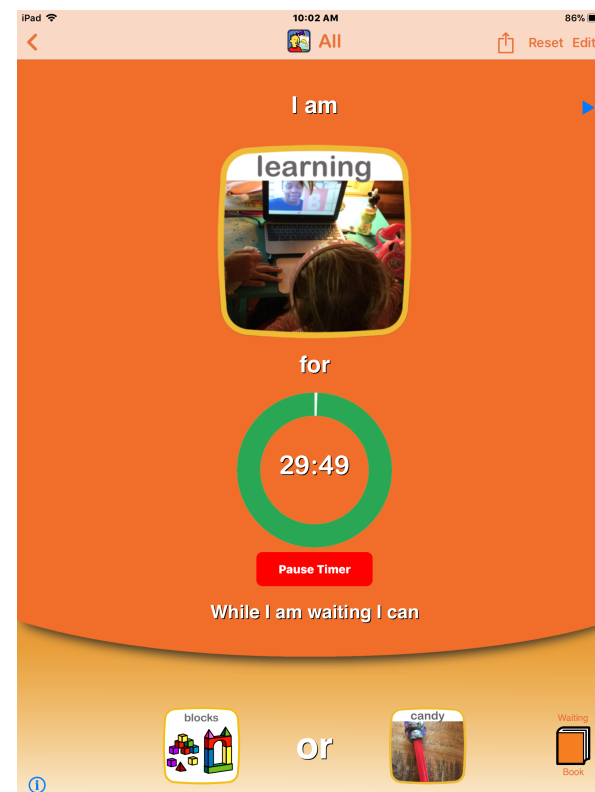 iPad 10:02 AM 86%
All Reset Edit
I am
learning
for
29:49
Pause Timer
While I am waiting I can
blocks
or
candy
Waiting
Book